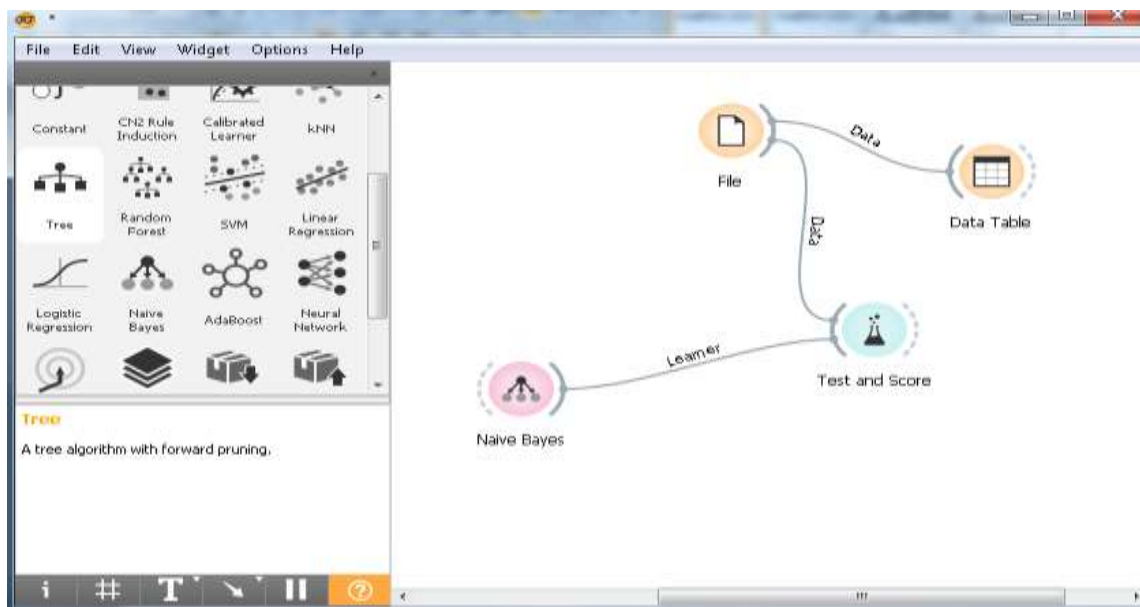 File Edit View Widget Options Help
Constant CN2 Rule Induction Calibrated Learner kNN
Tree Random Forest SVM Linear Regression
Logistic Regression Naive Bayes AdaBoost Neural Network
Tree
A tree algorithm with forward pruning.
File
Data
Data Table
Data
Test and Score
Learner
Naive Bayes